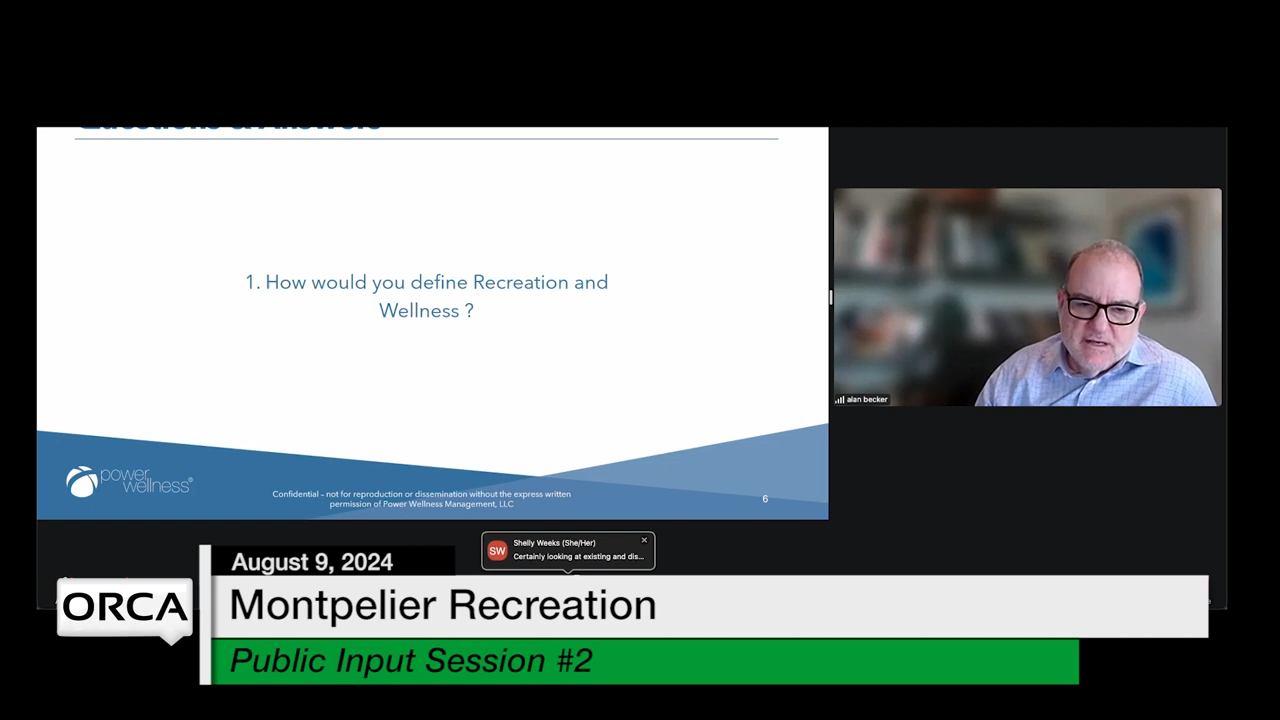 Questions & Answers
1. How would you define Recreation and
Wellness ?
alan becker
power
wellness®
Confidential – not for reproduction or dissemination without the express written
permission of Power Wellness Management, LLC
6
SW
Shelly Weeks (She/Her)
Certainly looking at existing and dis...
August 9, 2024
ORCA
Montpelier Recreation
Public Input Session #2